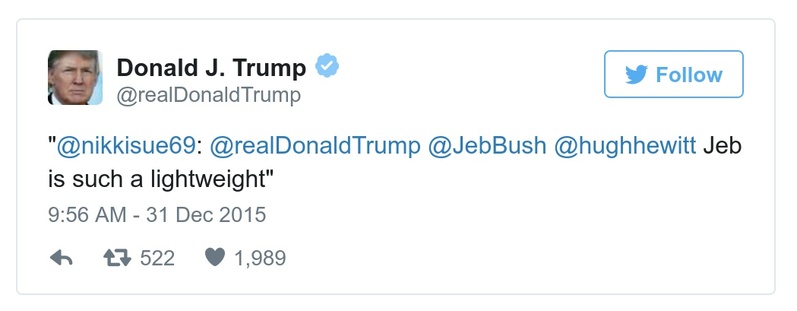 Donald J. Trump
@realDonaldTrump
Follow
"@nikkisue69: @realDonaldTrump @JebBush @hughhewitt Jeb
is such a lightweight"
9:56 AM - 31 Dec 2015
522 1,989